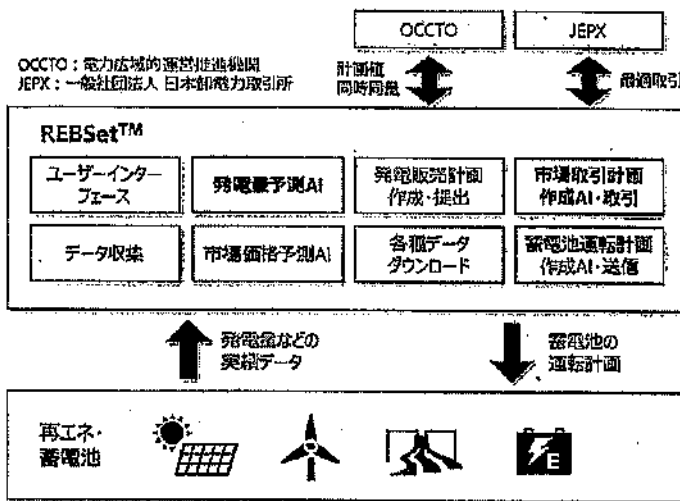 OCCTO
JEPX
OCCTO：電力広域的運営推進機関
JEPX：一般社団法人 日本卸電力取引所
計画値
同時同量
最適取引
REBSet™
ユーザーインター
フェース
発電量予測AI
発電販売計画
作成・提出
市場取引計画
作成AI・取引
データ収集
市場価格予測AI
各種データ
ダウンロード
蓄電池運転計画
作成AI・送信
発電量などの
実績データ
蓄電池の
運転計画
再エネ・
蓄電池
E